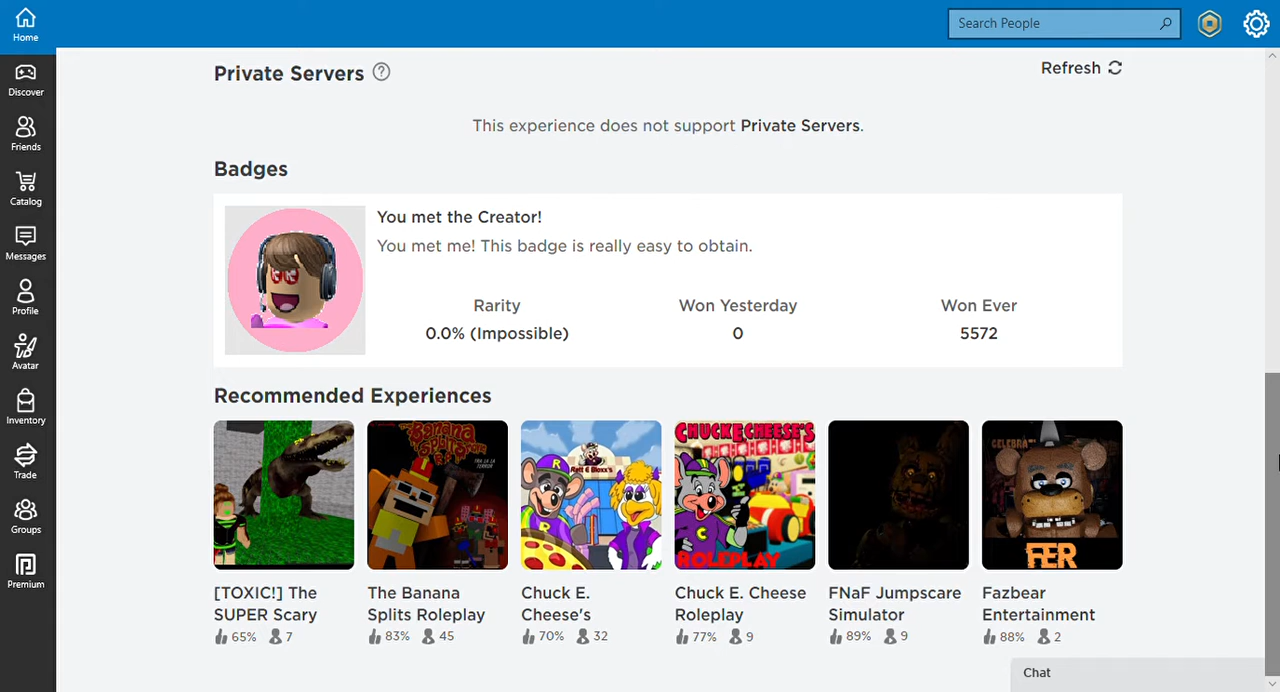 Home
Search People
Discover
Friends
Catalog
Messages
Profile
Avatar
Inventory
Trade
Groups
Premium
Private Servers
Refresh
This experience does not support Private Servers.
Badges
You met the Creator!
You met me! This badge is really easy to obtain.
Rarity Won Yesterday Won Ever
0.0% (Impossible) 0 5572
Recommended Experiences
Banana
Splits
CHUCK E CHEESE'S
ROLEPLAY
FER
[TOXIC!] The
SUPER Scary
65% 7
The Banana
Splits Roleplay
83% 45
Chuck E.
Cheese's
70% 32
Chuck E. Cheese
Roleplay
77% 9
FNaF Jumpscare
Simulator
89% 9
Fazbear
Entertainment
88% 2
Chat